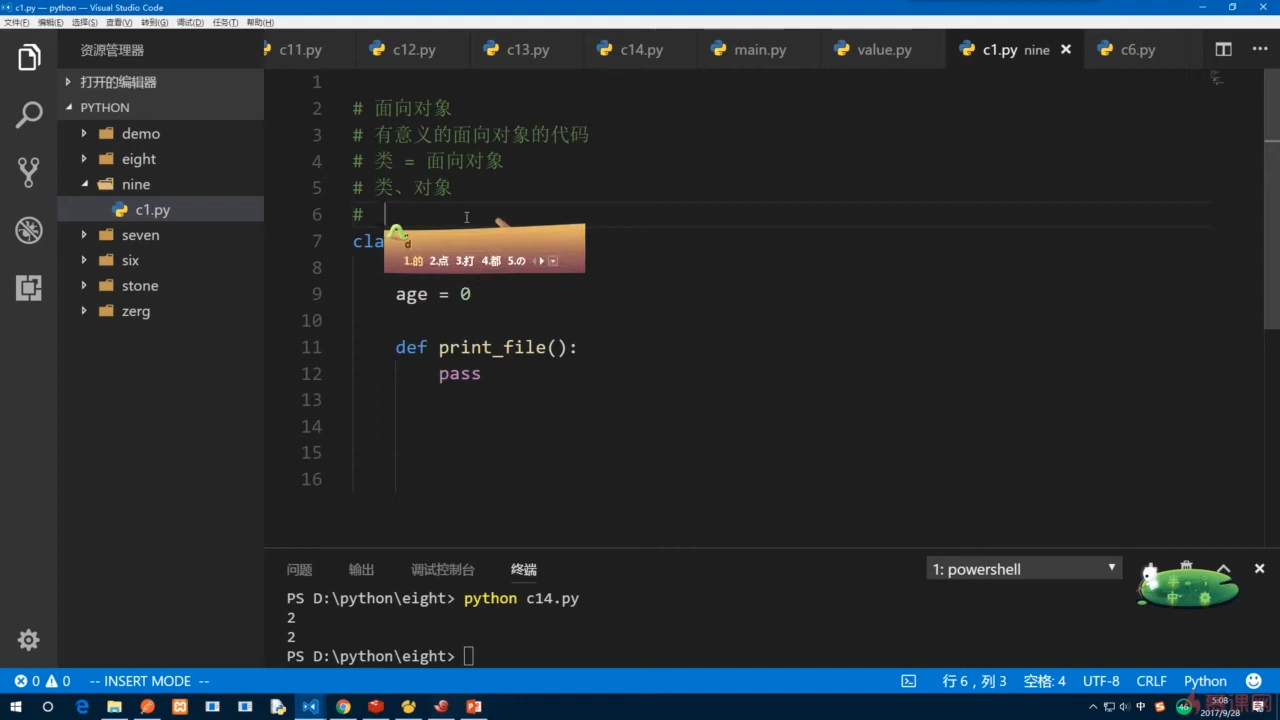 c1.py — python — Visual Studio Code
文件(F) 编辑(E) 选择(S) 查看(V) 转到(G) 调试(D) 任务(T) 帮助(H)
资源管理器
c11.py c12.py c13.py c14.py main.py value.py c1.py nine c6.py
打开的编辑器
PYTHON
demo
eight
nine
c1.py
seven
six
stone
zerg
1
2 # 面向对象
3 # 有意义的面向对象的代码
4 # 类 = 面向对象
5 # 类、对象
6 #
7 cla
d
1.的 2.点 3.打 4.都 5.の
8
9 age = 0
10
11 def print_file():
12 pass
13
14
15
16
问题 输出 调试控制台 终端 1: powershell
PS D:\python\eight> python c14.py
2
2
PS D:\python\eight>
中
0 0 -- INSERT MODE -- 行 6，列 3 空格: 4 UTF-8 CRLF Python
中 46 5:08
2017/9/28
慕课网